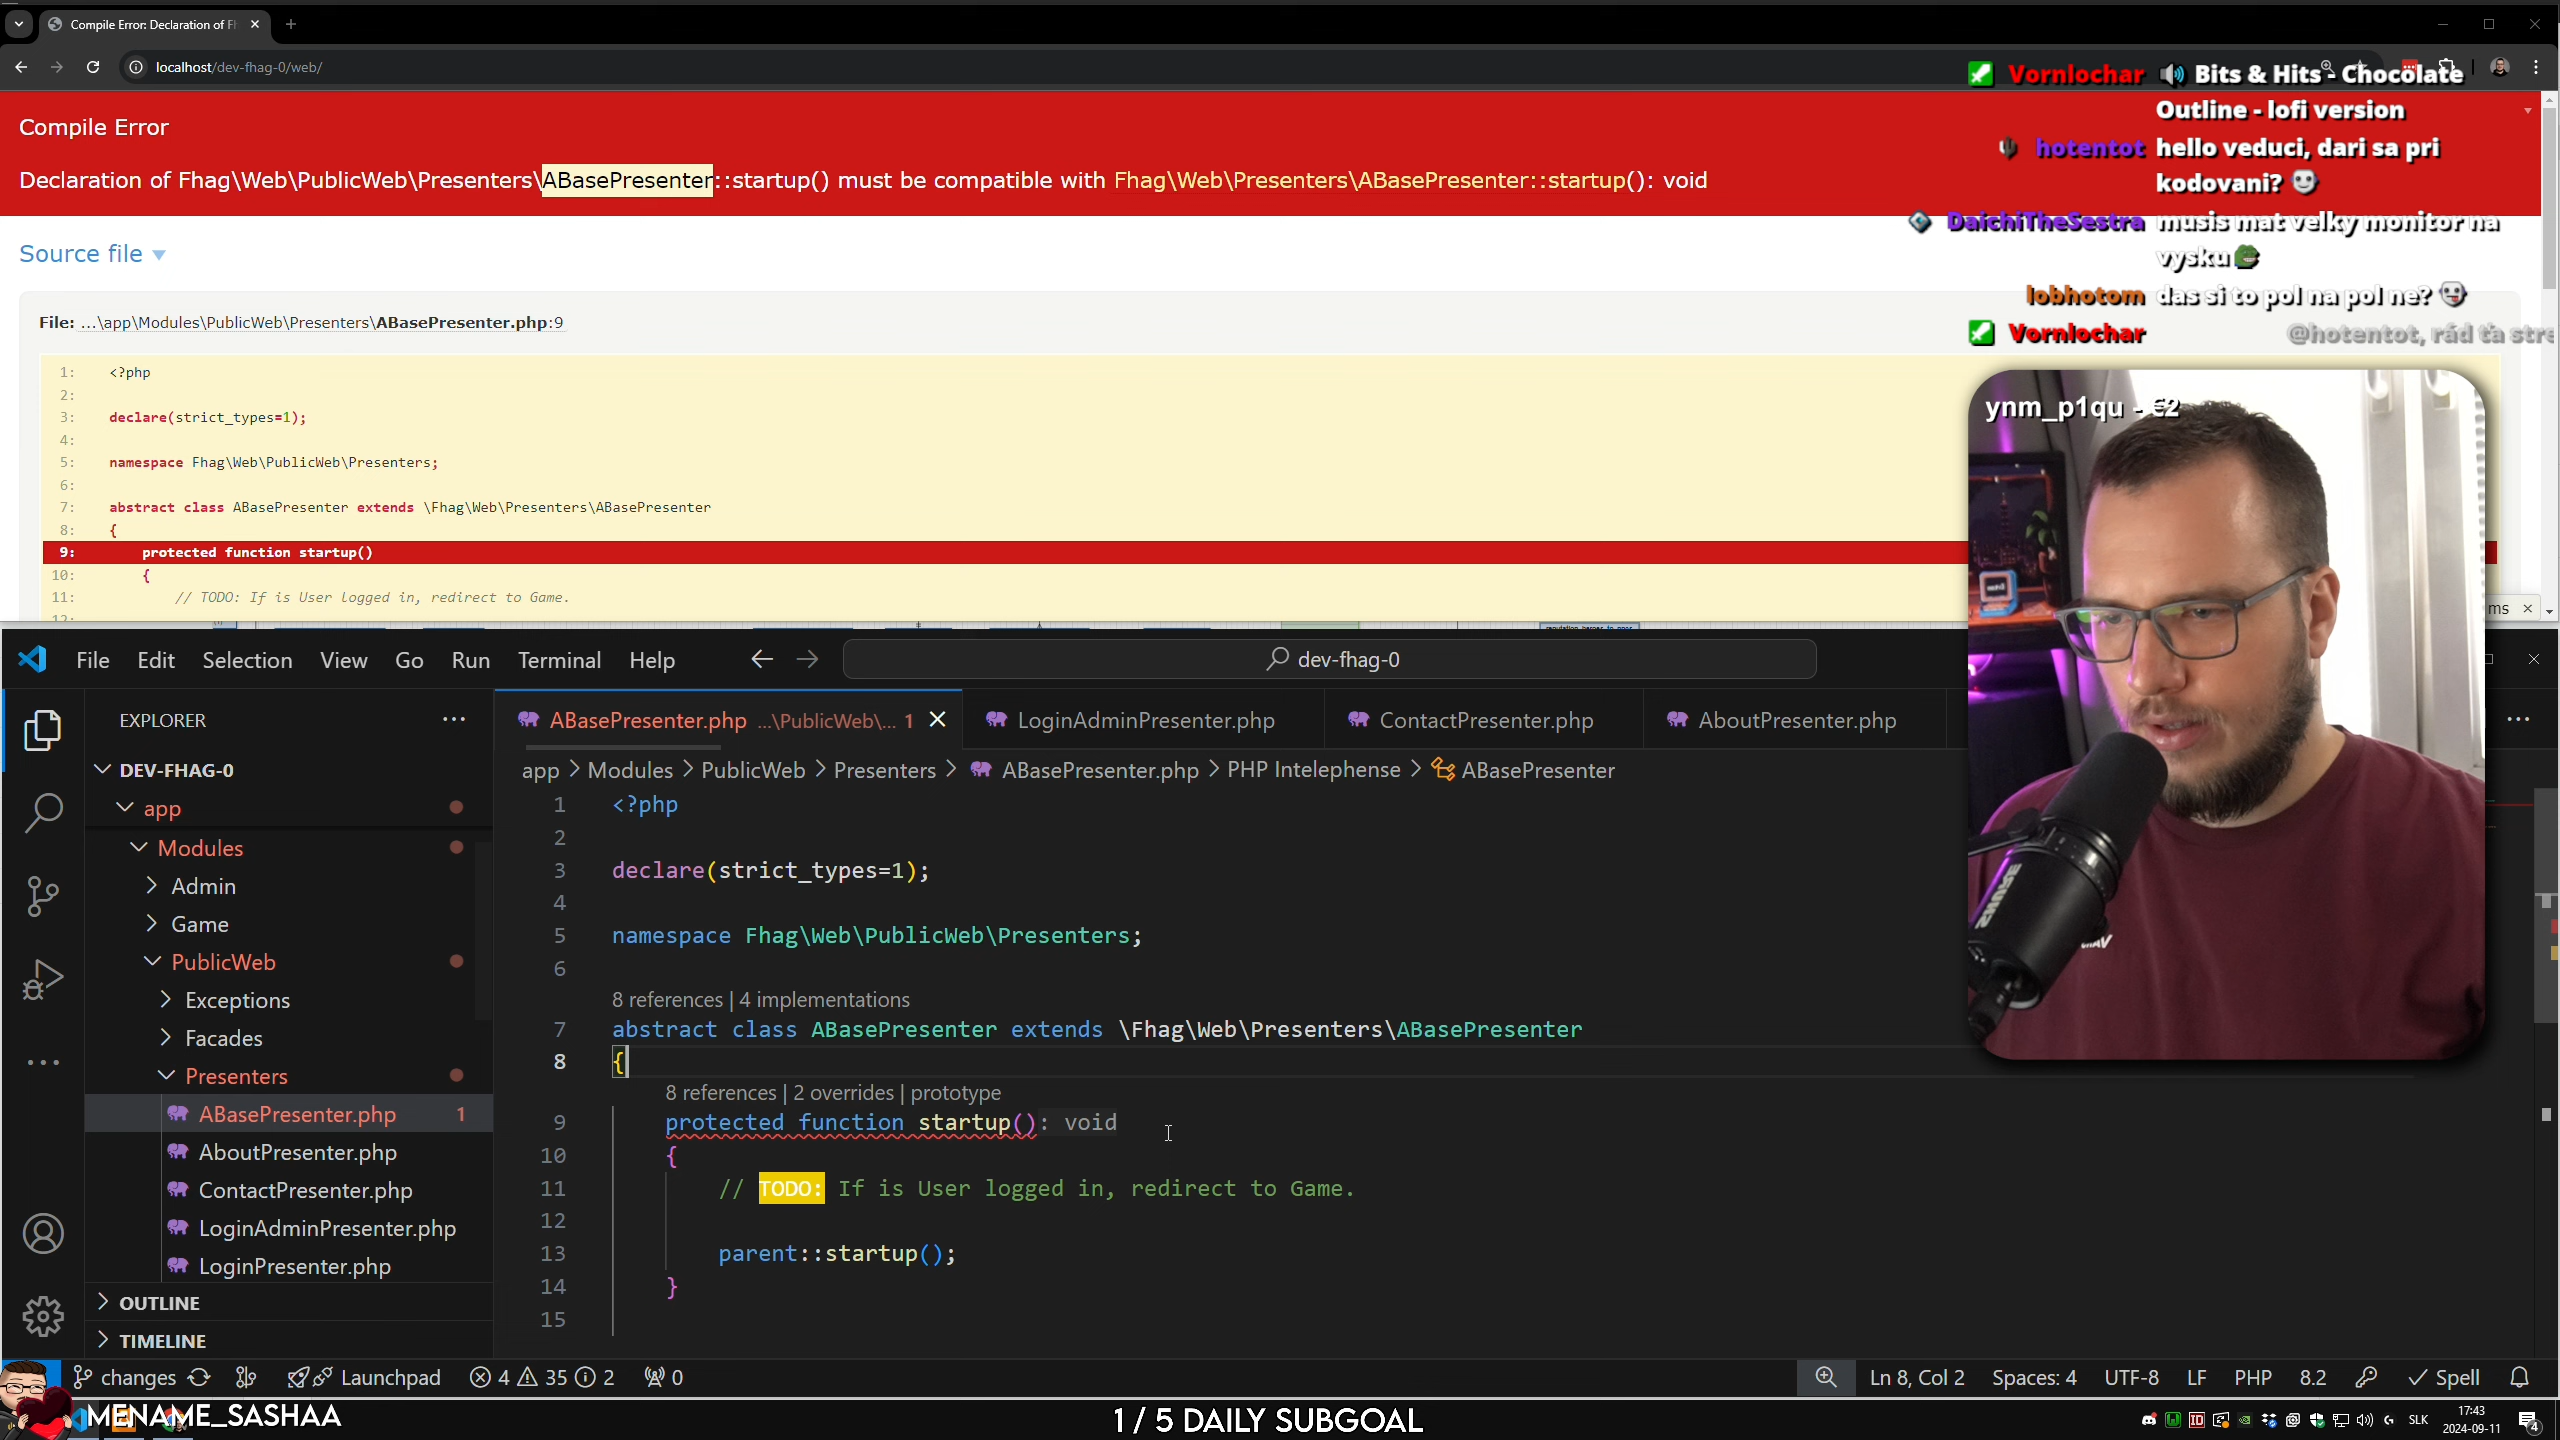 Compile Error: Declaration of F
localhost/dev-fhag-0/web/
Compile Error
Declaration of Fhag\Web\PublicWeb\Presenters\ABasePresenter::startup() must be compatible with Fhag\Web\Presenters\ABasePresenter::startup(): void
Vornlochar Bits & Hits - Chocolate
Outline - lofi version
hotentot hello veduci, dari sa pri
kodovani?
DaichiTheSestra musis mat velky monitor na
vysku
lobhotom das si to pol na pol ne?
Vornlochar @hotentot, rád ťa stre
Source file
File: ...\app\Modules\PublicWeb\Presenters\ABasePresenter.php:9
1: <?php
2:
3: declare(strict_types=1);
4:
5: namespace Fhag\Web\PublicWeb\Presenters;
6:
7: abstract class ABasePresenter extends \Fhag\Web\Presenters\ABasePresenter
8: {
9: protected function startup()
10: {
11: // TODO: If is User logged in, redirect to Game.
12:
ms
ynm_p1qu - €2
SHURE
File Edit Selection View Go Run Terminal Help
dev-fhag-0
EXPLORER
DEV-FHAG-0
app
Modules
Admin
Game
PublicWeb
Exceptions
Facades
Presenters
ABasePresenter.php 1
AboutPresenter.php
ContactPresenter.php
LoginAdminPresenter.php
LoginPresenter.php
OUTLINE
TIMELINE
ABasePresenter.php ...\PublicWeb\... 1
LoginAdminPresenter.php
ContactPresenter.php
AboutPresenter.php
app > Modules > PublicWeb > Presenters > ABasePresenter.php > PHP Intelephense > ABasePresenter
1 <?php
2
3 declare(strict_types=1);
4
5 namespace Fhag\Web\PublicWeb\Presenters;
6
8 references | 4 implementations
7 abstract class ABasePresenter extends \Fhag\Web\Presenters\ABasePresenter
8 {
8 references | 2 overrides | prototype
9 protected function startup(): void
10 {
11 // TODO: If is User logged in, redirect to Game.
12
13 parent::startup();
14 }
15
changes Launchpad 4 35 2 0
Ln 8, Col 2 Spaces: 4 UTF-8 LF PHP 8.2 Spell
MENAME_SASHAA
1 / 5 DAILY SUBGOAL
SLK
17:43
2024-09-11
4